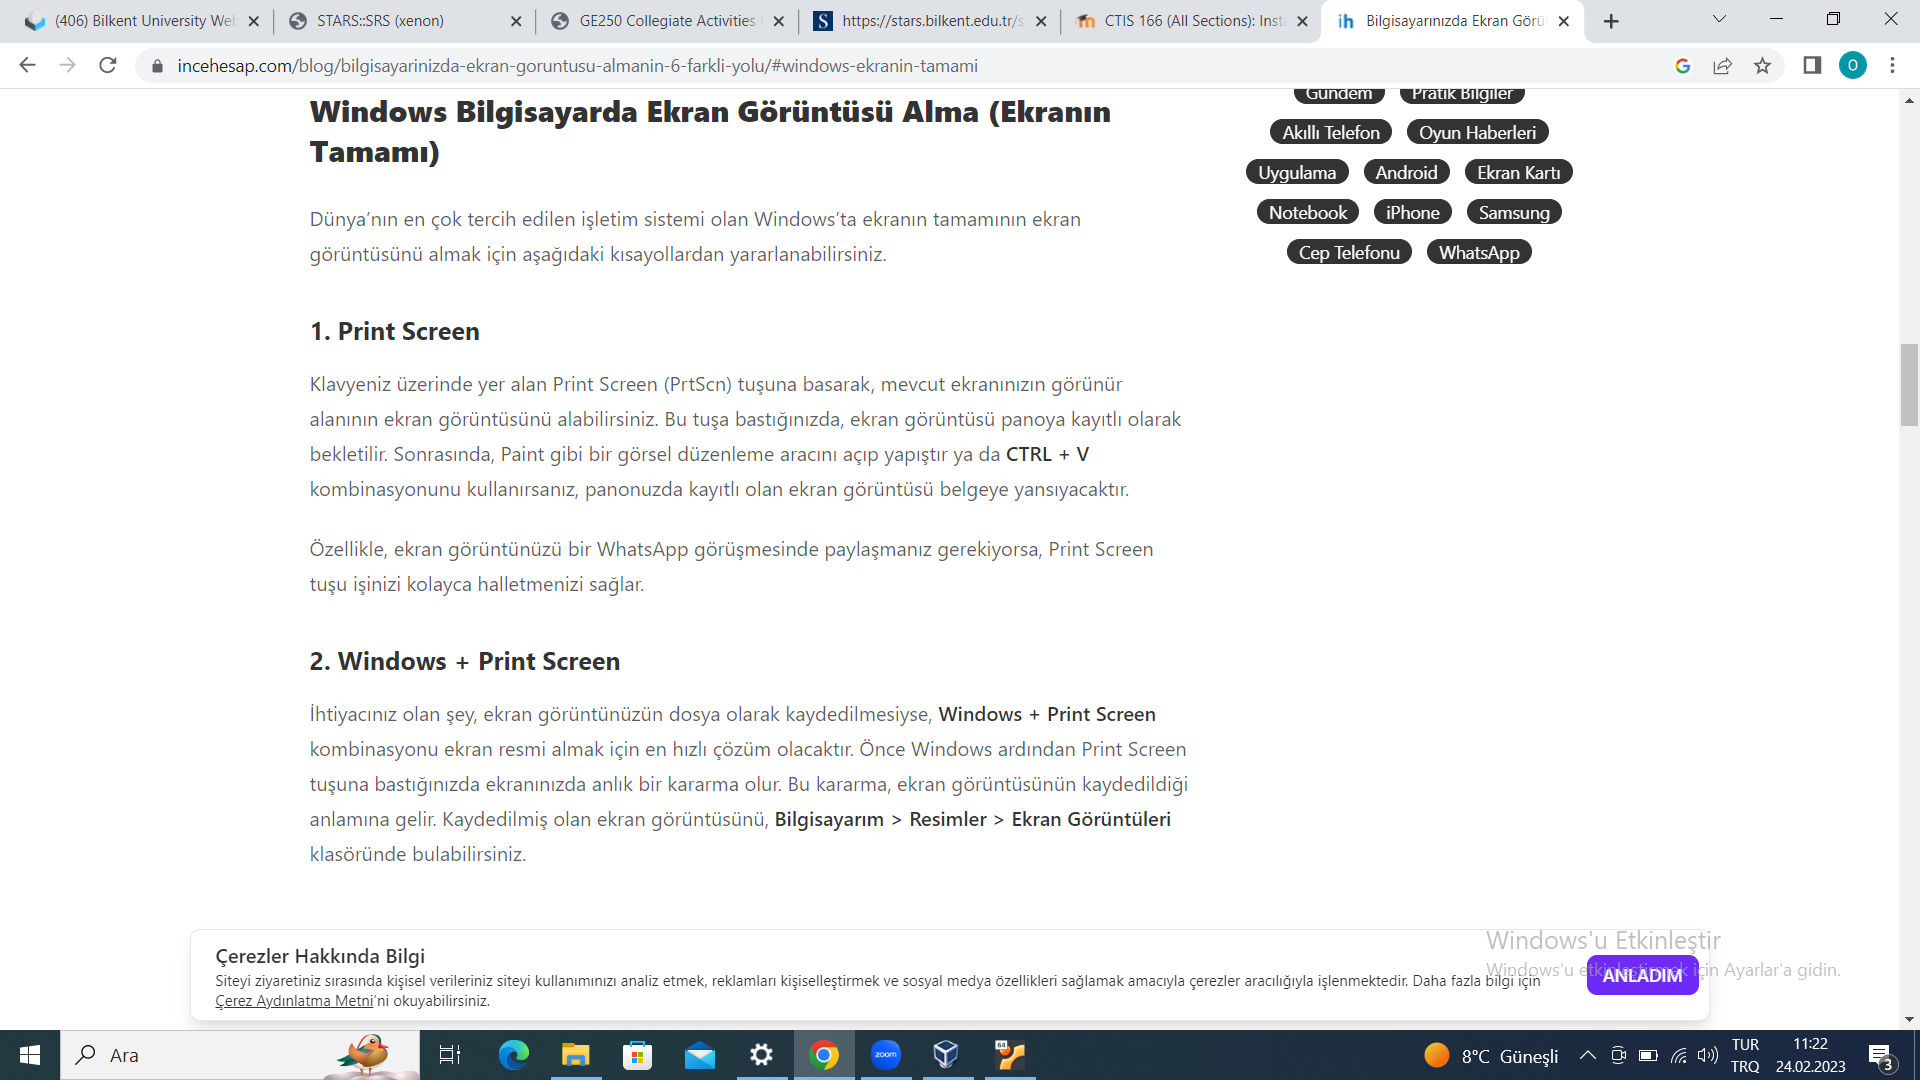 (406) Bilkent University Web
STARS::SRS (xenon)
GE250 Collegiate Activities
https://stars.bilkent.edu.tr/s
CTIS 166 (All Sections): Insta
Bilgisayarınızda Ekran Görü
incehesap.com/blog/bilgisayarinizda-ekran-goruntusu-almanin-6-farkli-yolu/#windows-ekranin-tamami
O
Windows Bilgisayarda Ekran Görüntüsü Alma (Ekranın
Tamamı)
Dünya’nın en çok tercih edilen işletim sistemi olan Windows’ta ekranın tamamının ekran
görüntüsünü almak için aşağıdaki kısayollardan yararlanabilirsiniz.
1. Print Screen
Klavyeniz üzerinde yer alan Print Screen (PrtScn) tuşuna basarak, mevcut ekranınızın görünür
alanının ekran görüntüsünü alabilirsiniz. Bu tuşa bastığınızda, ekran görüntüsü panoya kayıtlı olarak
bekletilir. Sonrasında, Paint gibi bir görsel düzenleme aracını açıp yapıştır ya da CTRL + V
kombinasyonunu kullanırsanız, panonuzda kayıtlı olan ekran görüntüsü belgeye yansıyacaktır.
Özellikle, ekran görüntünüzü bir WhatsApp görüşmesinde paylaşmanız gerekiyorsa, Print Screen
tuşu işinizi kolayca halletmenizi sağlar.
2. Windows + Print Screen
İhtiyacınız olan şey, ekran görüntünüzün dosya olarak kaydedilmesiyse, Windows + Print Screen
kombinasyonu ekran resmi almak için en hızlı çözüm olacaktır. Önce Windows ardından Print Screen
tuşuna bastığınızda ekranınızda anlık bir kararma olur. Bu kararma, ekran görüntüsünün kaydedildiği
anlamına gelir. Kaydedilmiş olan ekran görüntüsünü, Bilgisayarım > Resimler > Ekran Görüntüleri
klasöründe bulabilirsiniz.
Gündem Pratik Bilgiler
Akıllı Telefon Oyun Haberleri
Uygulama Android Ekran Kartı
Notebook iPhone Samsung
Cep Telefonu WhatsApp
Çerezler Hakkında Bilgi
Siteyi ziyaretiniz sırasında kişisel verileriniz siteyi kullanımınızı analiz etmek, reklamları kişiselleştirmek ve sosyal medya özellikleri sağlamak amacıyla çerezler aracılığıyla işlenmektedir. Daha fazla bilgi için
Çerez Aydınlatma Metni’ni okuyabilirsiniz.
ANLADIM
Windows'u Etkinleştir
Windows'u etkinleştirmek için Ayarlar'a gidin.
Ara
zoom
64
8°C Güneşli
TUR
TRQ
11:22
24.02.2023
3